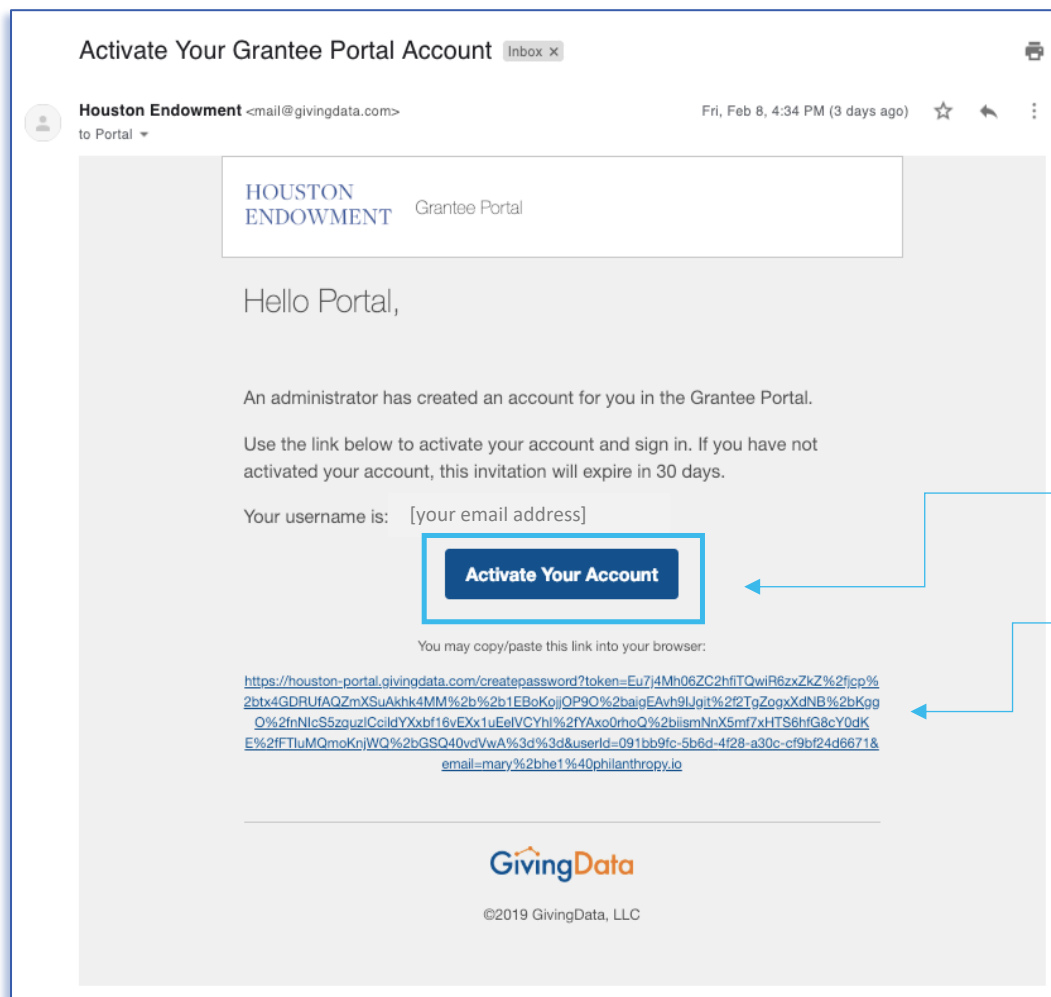 Activate Your Grantee Portal Account Inbox x
Houston Endowment <mail@givingdata.com> Fri, Feb 8, 4:34 PM (3 days ago)
to Portal
HOUSTON
ENDOWMENT Grantee Portal
Hello Portal,
An administrator has created an account for you in the Grantee Portal.
Use the link below to activate your account and sign in. If you have not
activated your account, this invitation will expire in 30 days.
Your username is: [your email address]
Activate Your Account
You may copy/paste this link into your browser:
https://houston-portal.givingdata.com/createpassword?token=Eu7j4Mh06ZC2hfiTQwiR6zxZkZ%2fjcp%
2btx4GDRUfAQZmXSuAkhk4MM%2b%2b1EBoKojjOP9O%2baigEAvh9IJgit%2f2TgZogxXdNB%2bKgg
O%2fnNIcS5zguzlCcildYXxbf16vEXx1uEelVCYhI%2fYAxo0rhoQ%2biismNnX5mf7xHTS6hfG8cY0dK
E%2fFTIuMQmoKnjWQ%2bGSQ40vdVwA%3d%3d&userId=091bb9fc-5b6d-4f28-a30c-cf9bf24d6671&
email=mary%2bhe1%40philanthropy.io
GivingData
©2019 GivingData, LLC